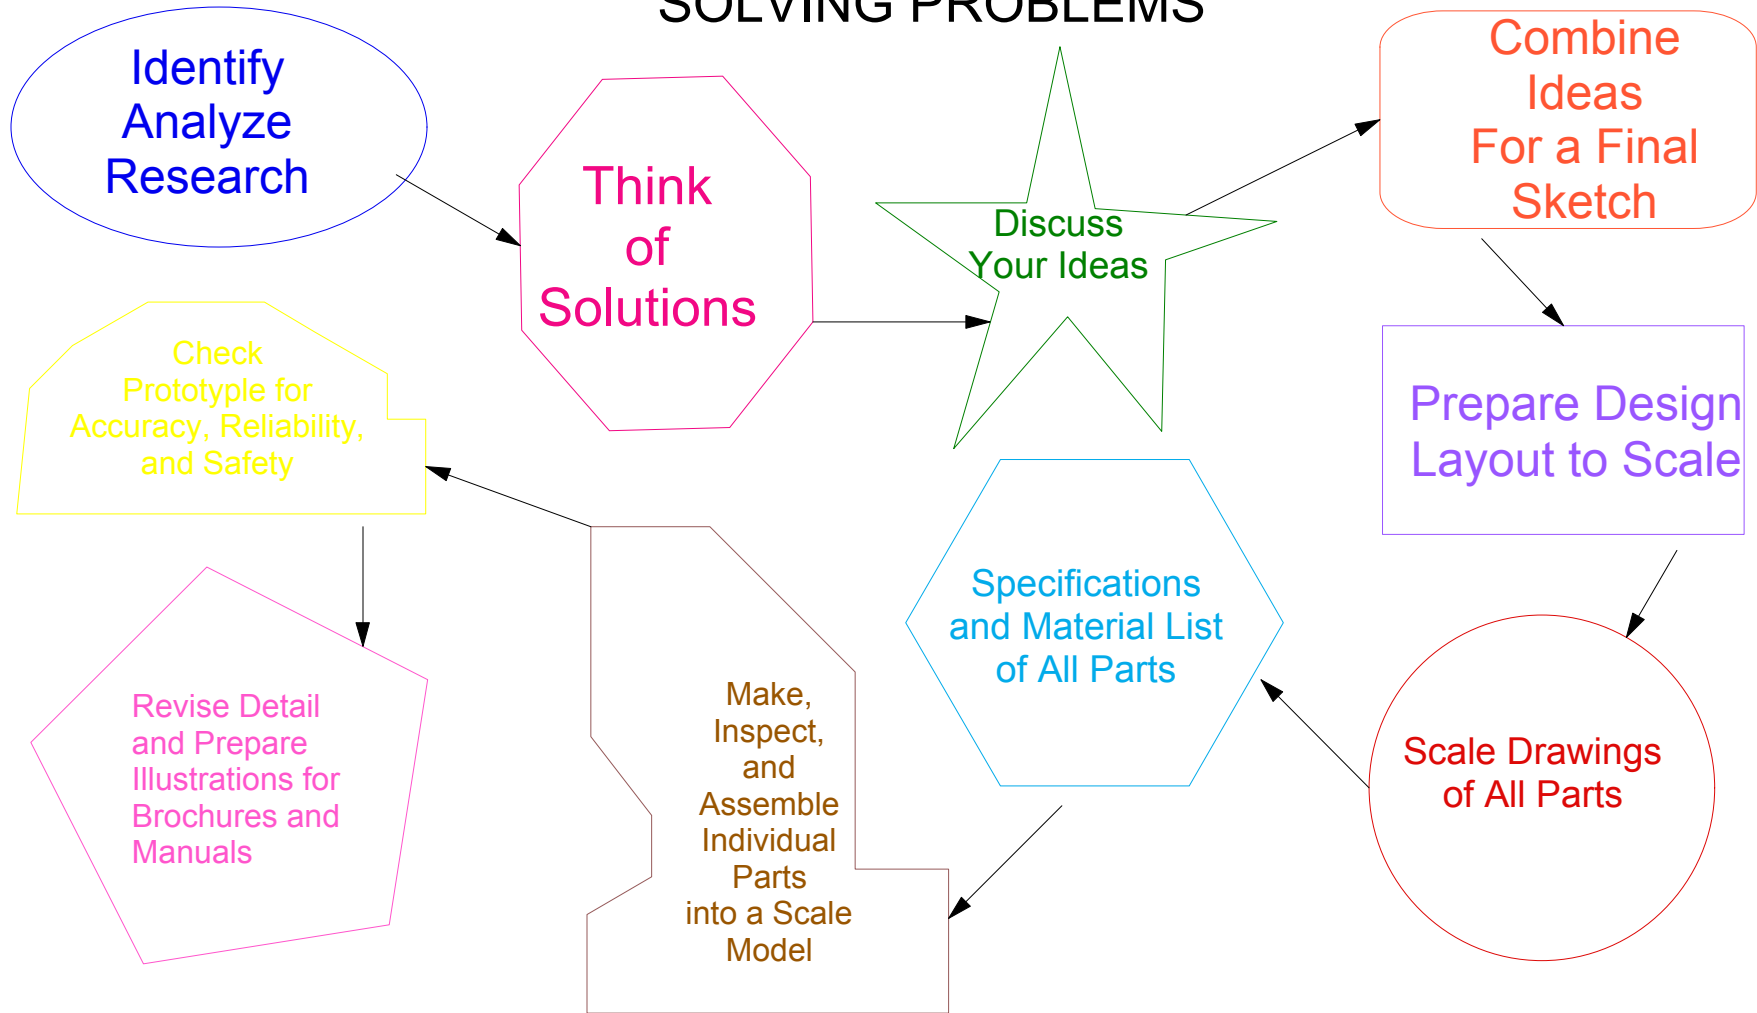 SOLVING PROBLEMS
Identify
Analyze
Research
Think
of
Solutions
Discuss
Your Ideas
Combine
Ideas
For a Final
Sketch
Prepare Design
Layout to Scale
Scale Drawings
of All Parts
Specifications
and Material List
of All Parts
Make,
Inspect,
and
Assemble
Individual
Parts
into a Scale
Model
Check
Prototyple for
Accuracy, Reliability,
and Safety
Revise Detail
and Prepare
Illustrations for
Brochures and
Manuals